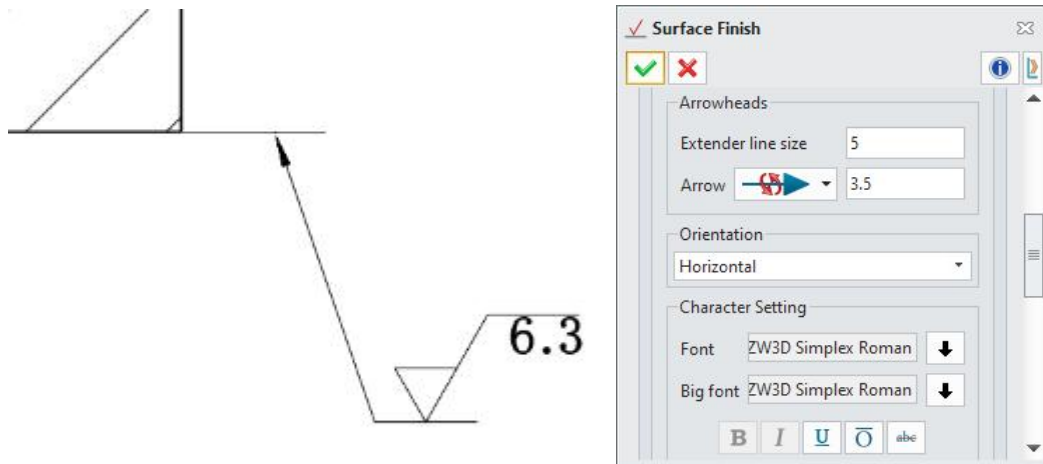 6.3
Surface Finish
Arrowheads
Extender line size 5
Arrow 3.5
Orientation
Horizontal
Character Setting
Font ZW3D Simplex Roman
Big font ZW3D Simplex Roman
B I U O abc